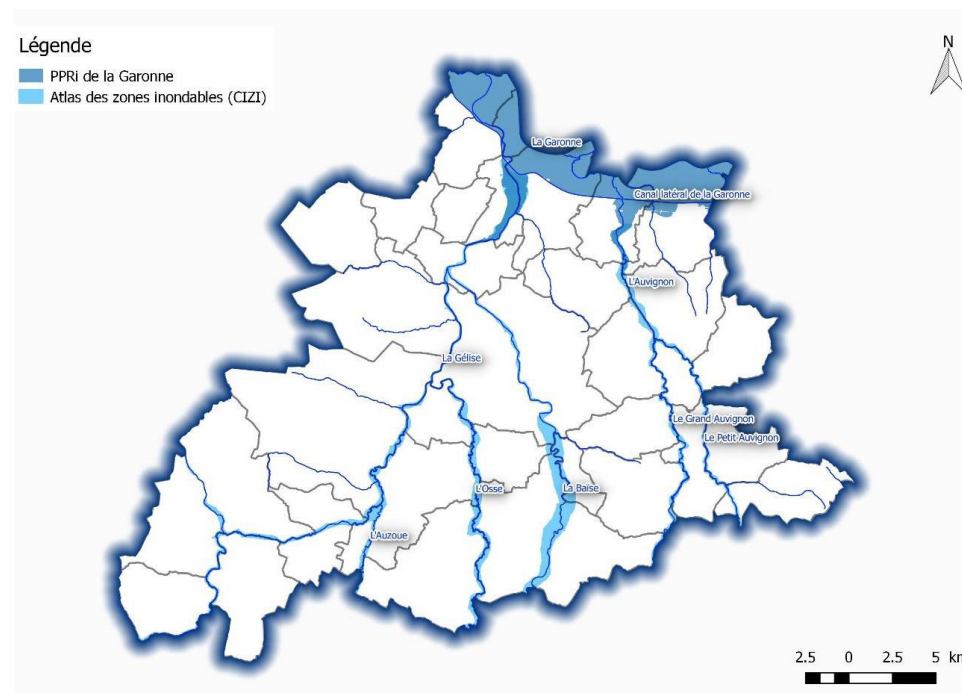 Légende
PPRi de la Garonne
Atlas des zones inondables (CIZI)
N
La Garonne
Canal latéral de la Garonne
L'Auvignon
La Gélise
Le Grand Auvignon
Le Petit Auvignon
L'Osse
La Baïse
L'Auzoue
2.5 0 2.5 5 km